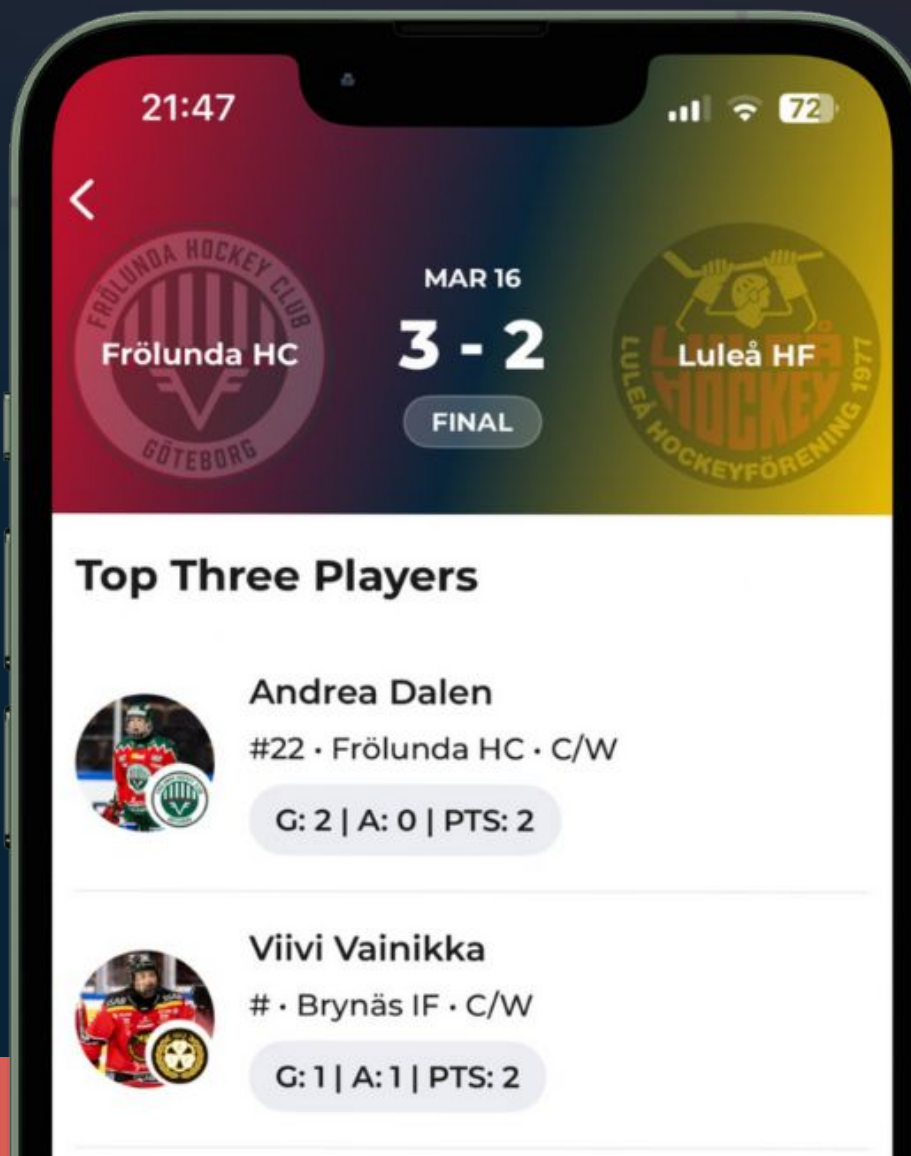 21:47
72
MAR 16
FRÖLUNDA HOCKEY CLUB
GÖTEBORG
Frölunda HC
3 - 2
FINAL
LULEÅ HOCKEY
LULEÅ HOCKEYFÖRENING 1977
Luleå HF
Top Three Players
Andrea Dalen
#22 • Frölunda HC • C/W
G: 2 | A: 0 | PTS: 2
Viivi Vainikka
# • Brynäs IF • C/W
G: 1 | A: 1 | PTS: 2